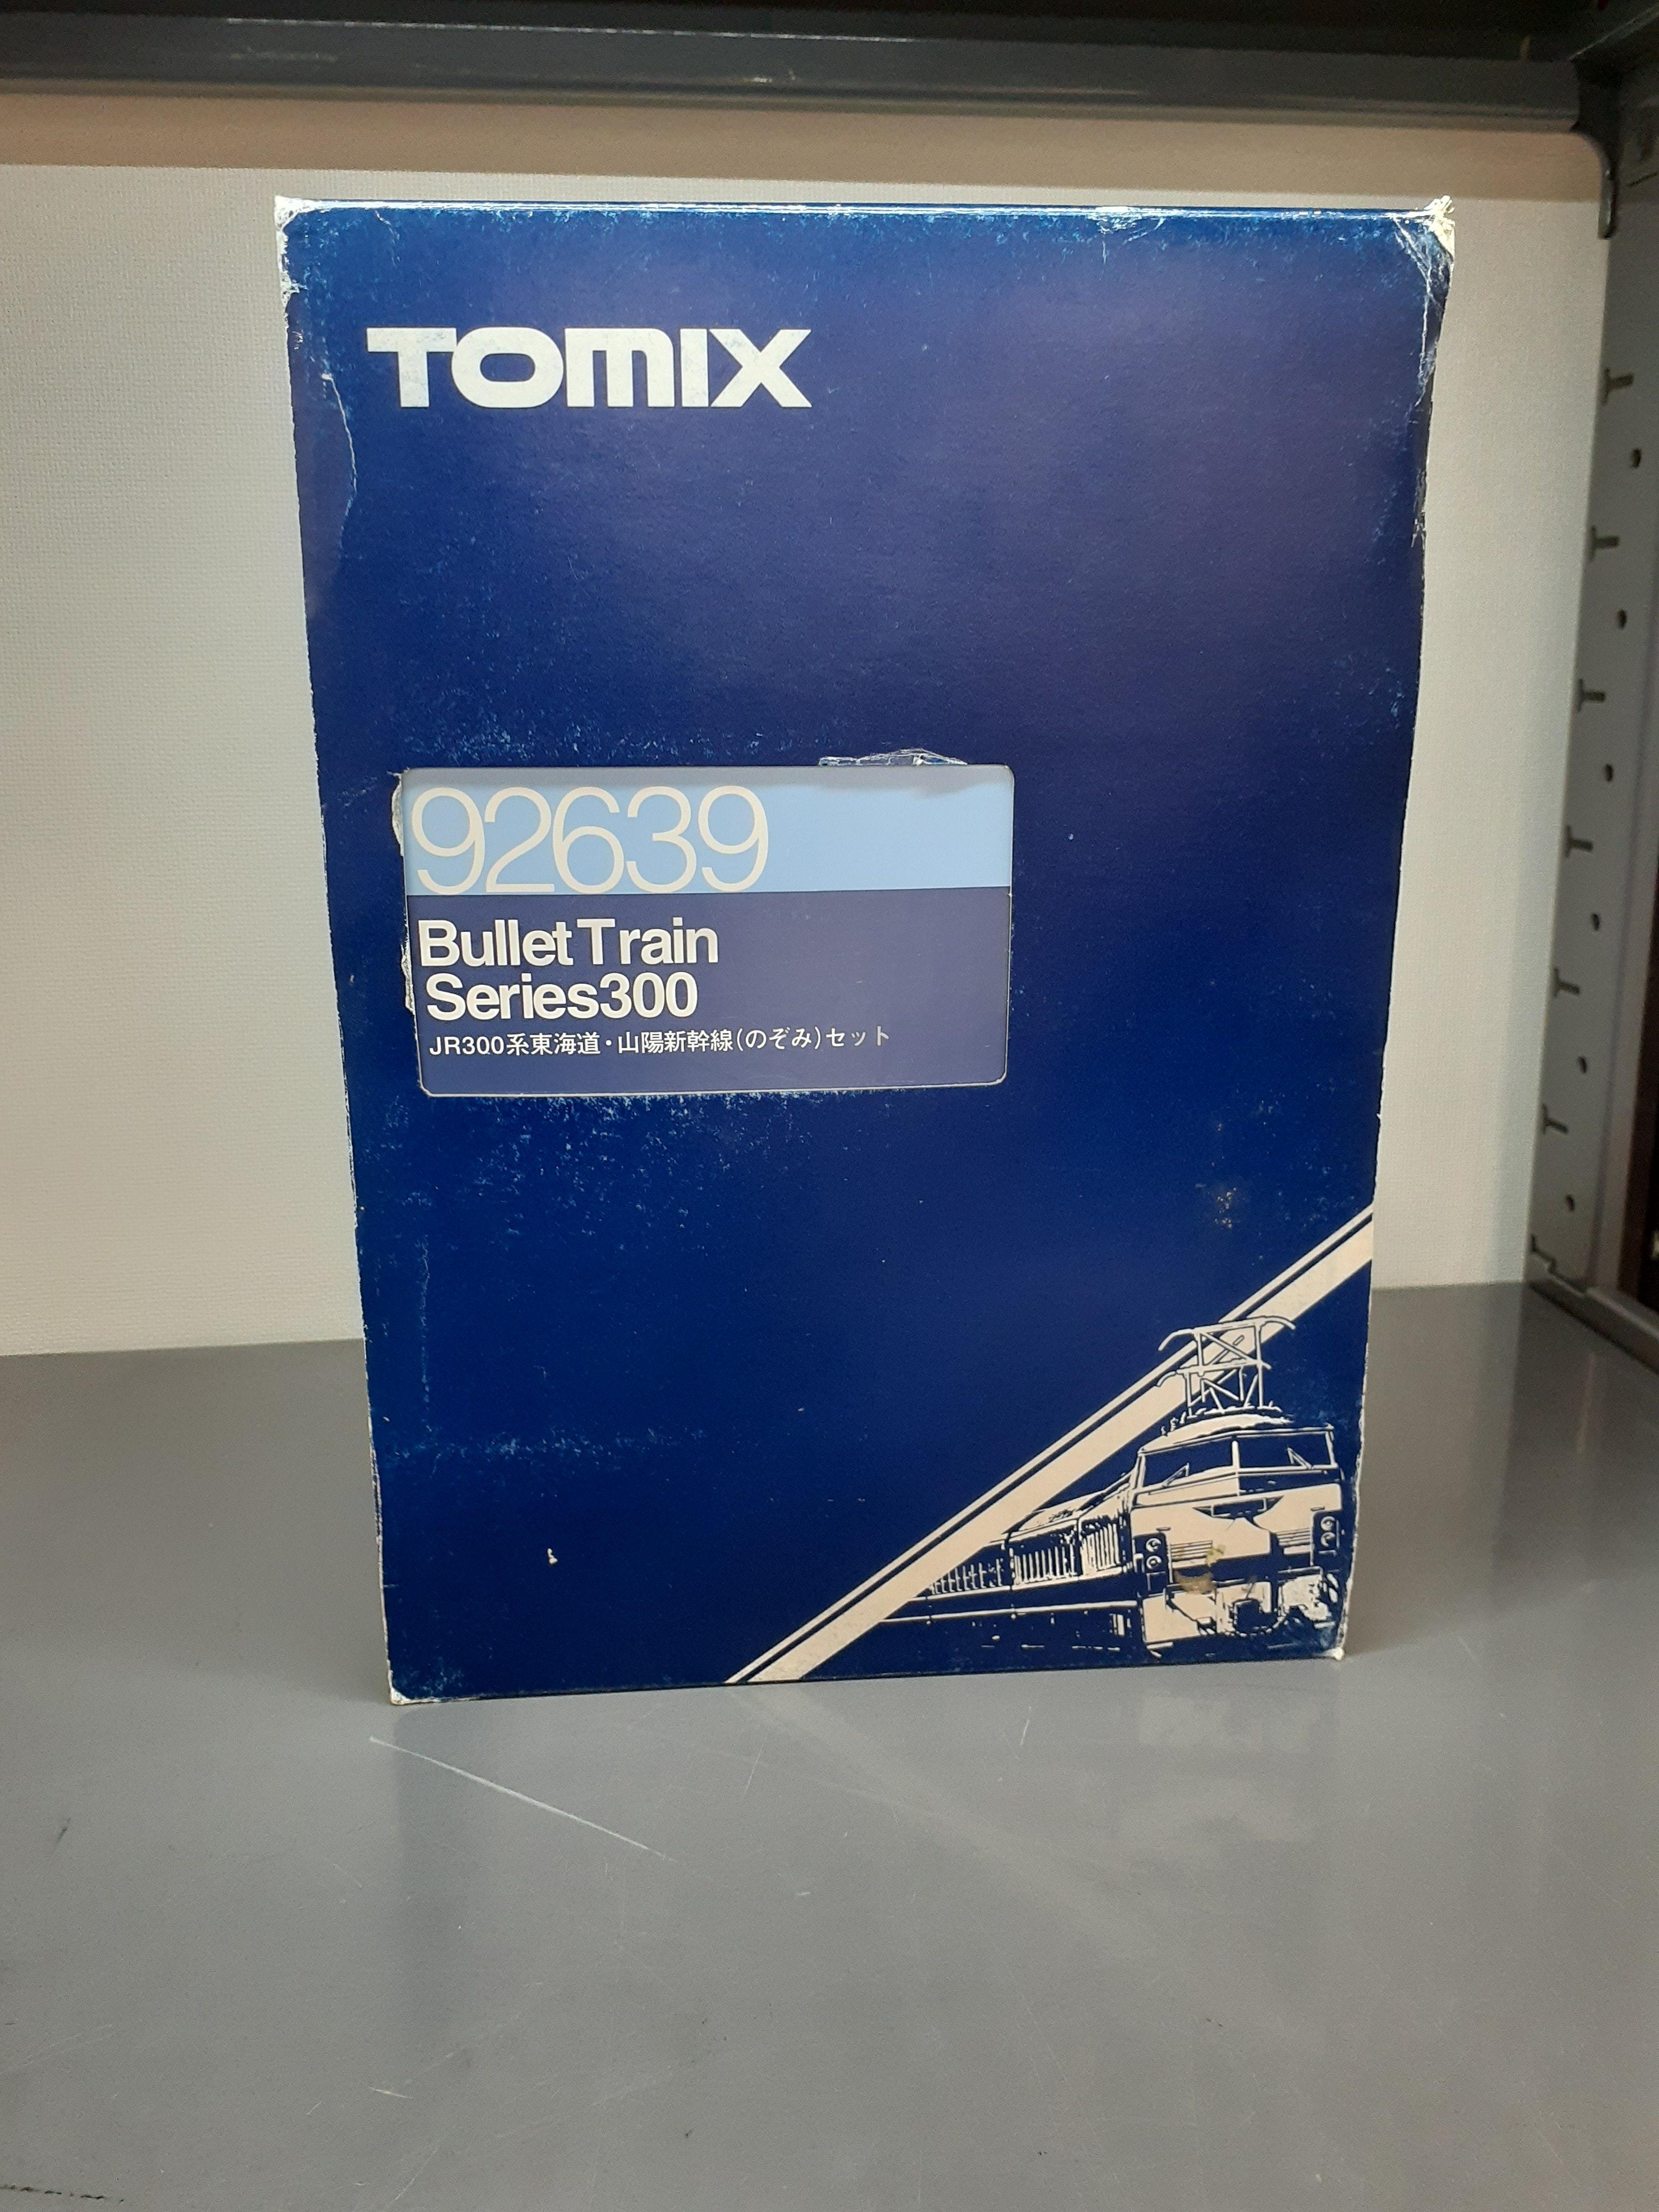 TOMIX
92639
Bullet Train
Series300
JR300系東海道・山陽新幹線(のぞみ)セット